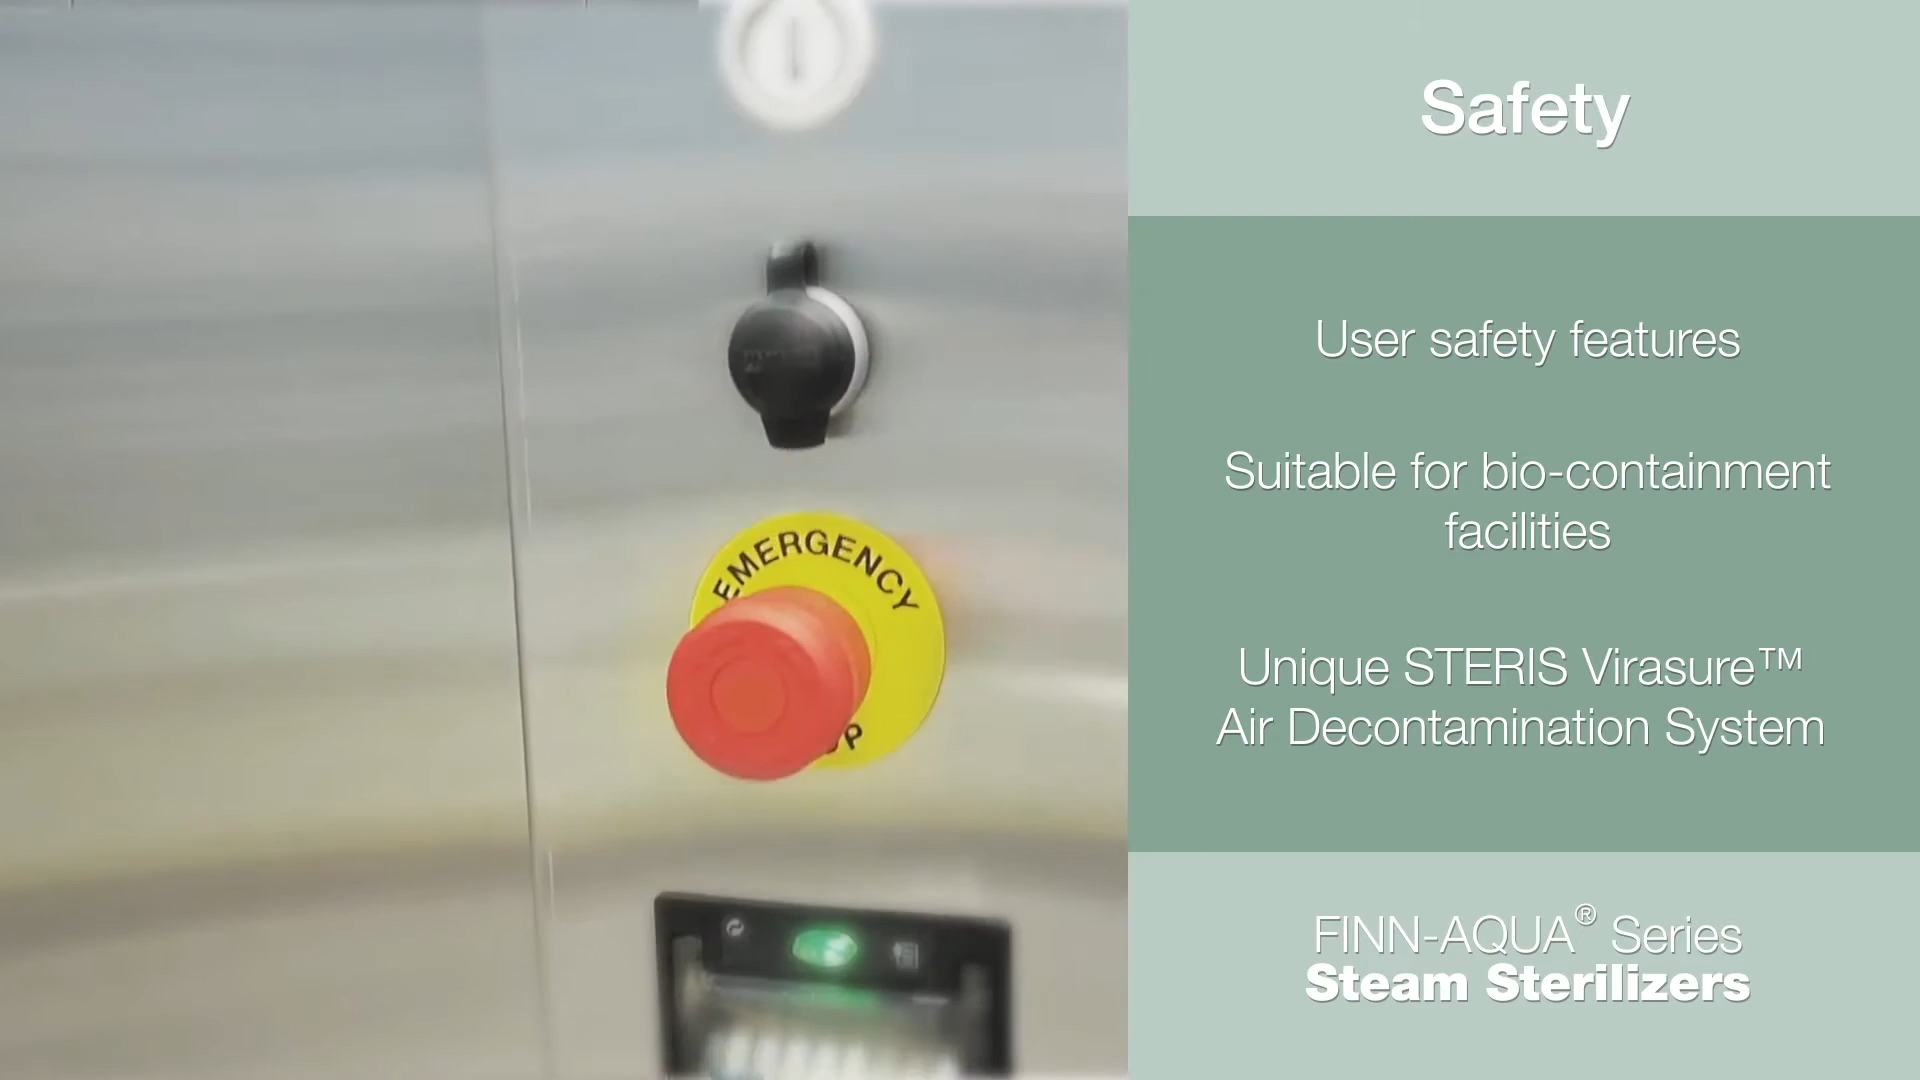 Safety
User safety features
Suitable for bio-containment
facilities
Unique STERIS Virasure™
Air Decontamination System
FINN-AQUA® Series
Steam Sterilizers
EMERGENCY